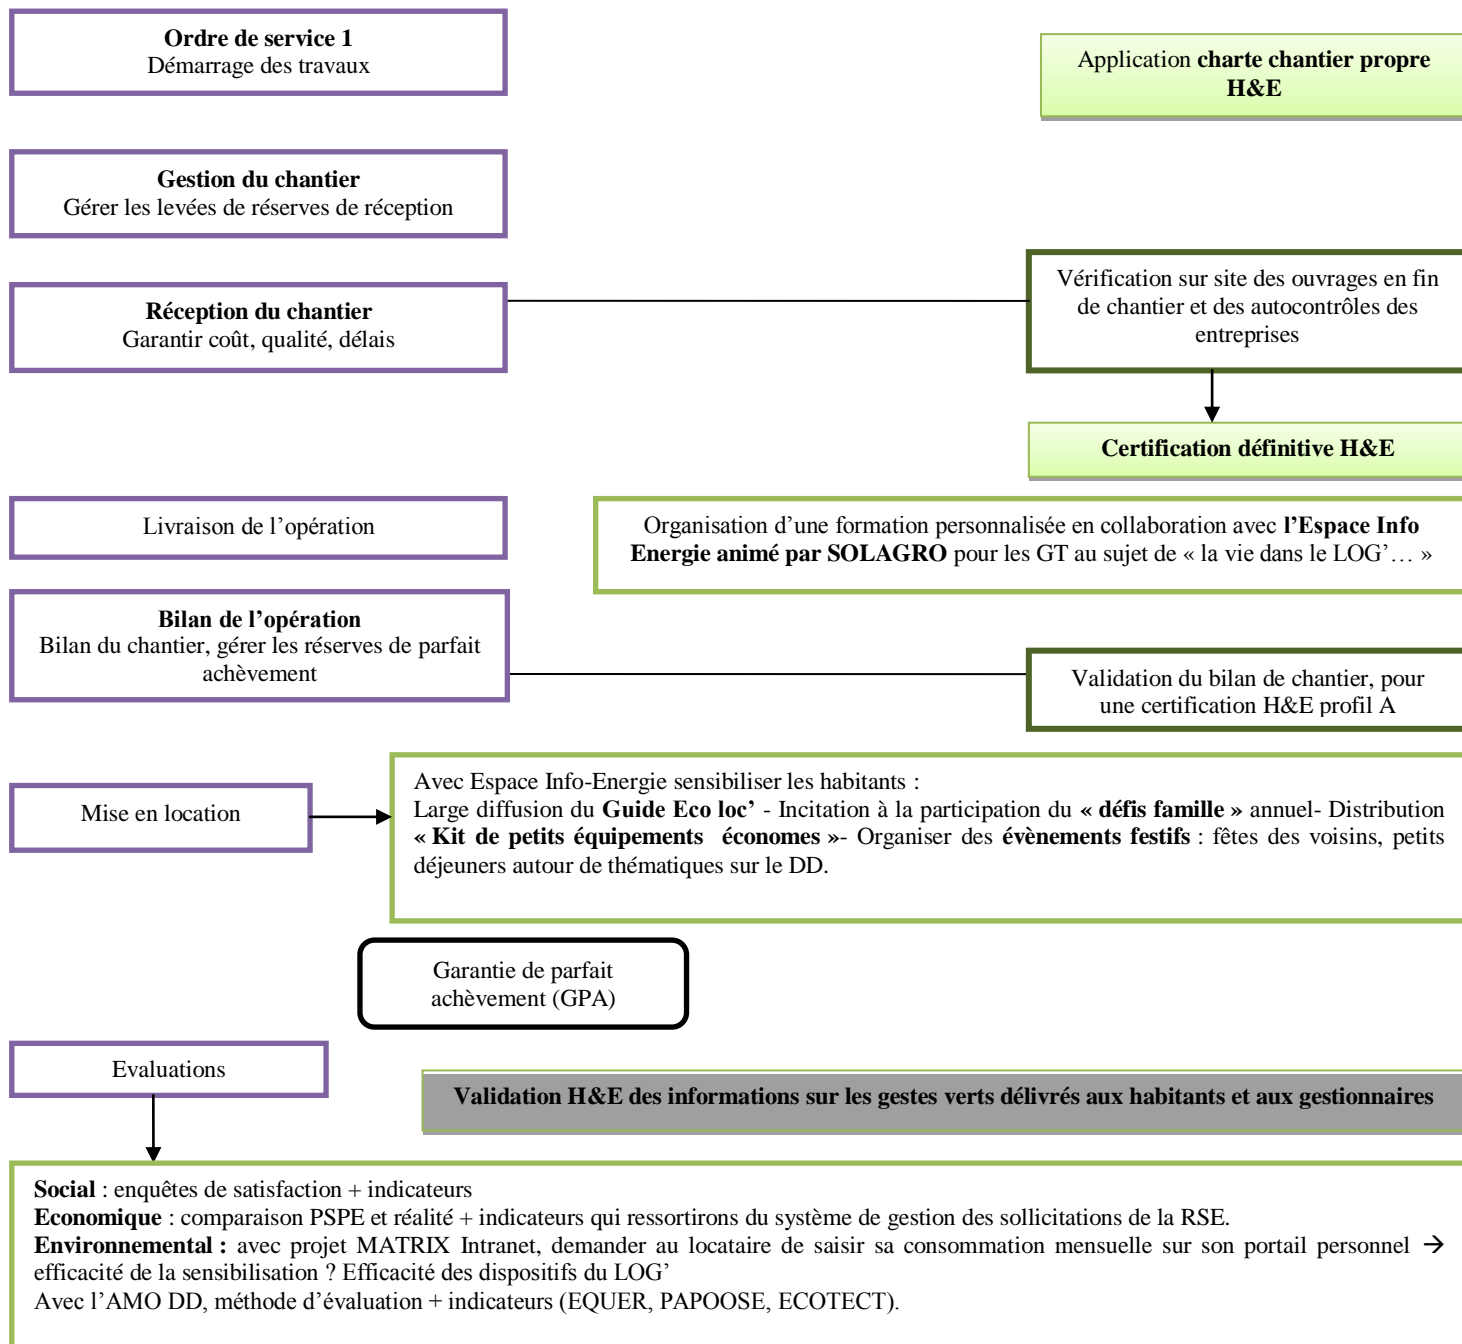 Ordre de service 1
Démarrage des travaux
Application charte chantier propre
H&E
Gestion du chantier
Gérer les levées de réserves de réception
Réception du chantier
Garantir coût, qualité, délais
Vérification sur site des ouvrages en fin
de chantier et des autocontrôles des
entreprises
Certification définitive H&E
Livraison de l’opération
Organisation d’une formation personnalisée en collaboration avec l’Espace Info
Energie animé par SOLAGRO pour les GT au sujet de « la vie dans le LOG’… »
Bilan de l’opération
Bilan du chantier, gérer les réserves de parfait
achèvement
Validation du bilan de chantier, pour
une certification H&E profil A
Mise en location
Avec Espace Info-Energie sensibiliser les habitants :
Large diffusion du Guide Eco loc’ - Incitation à la participation du « défis famille » annuel- Distribution
« Kit de petits équipements économes »- Organiser des évènements festifs : fêtes des voisins, petits
déjeuners autour de thématiques sur le DD.
Garantie de parfait
achèvement (GPA)
Evaluations
Validation H&E des informations sur les gestes verts délivrés aux habitants et aux gestionnaires
Social : enquêtes de satisfaction + indicateurs
Economique : comparaison PSPE et réalité + indicateurs qui ressortirons du système de gestion des sollicitations de la RSE.
Environnemental : avec projet MATRIX Intranet, demander au locataire de saisir sa consommation mensuelle sur son portail personnel →
efficacité de la sensibilisation ? Efficacité des dispositifs du LOG’
Avec l’AMO DD, méthode d’évaluation + indicateurs (EQUER, PAPOOSE, ECOTECT).